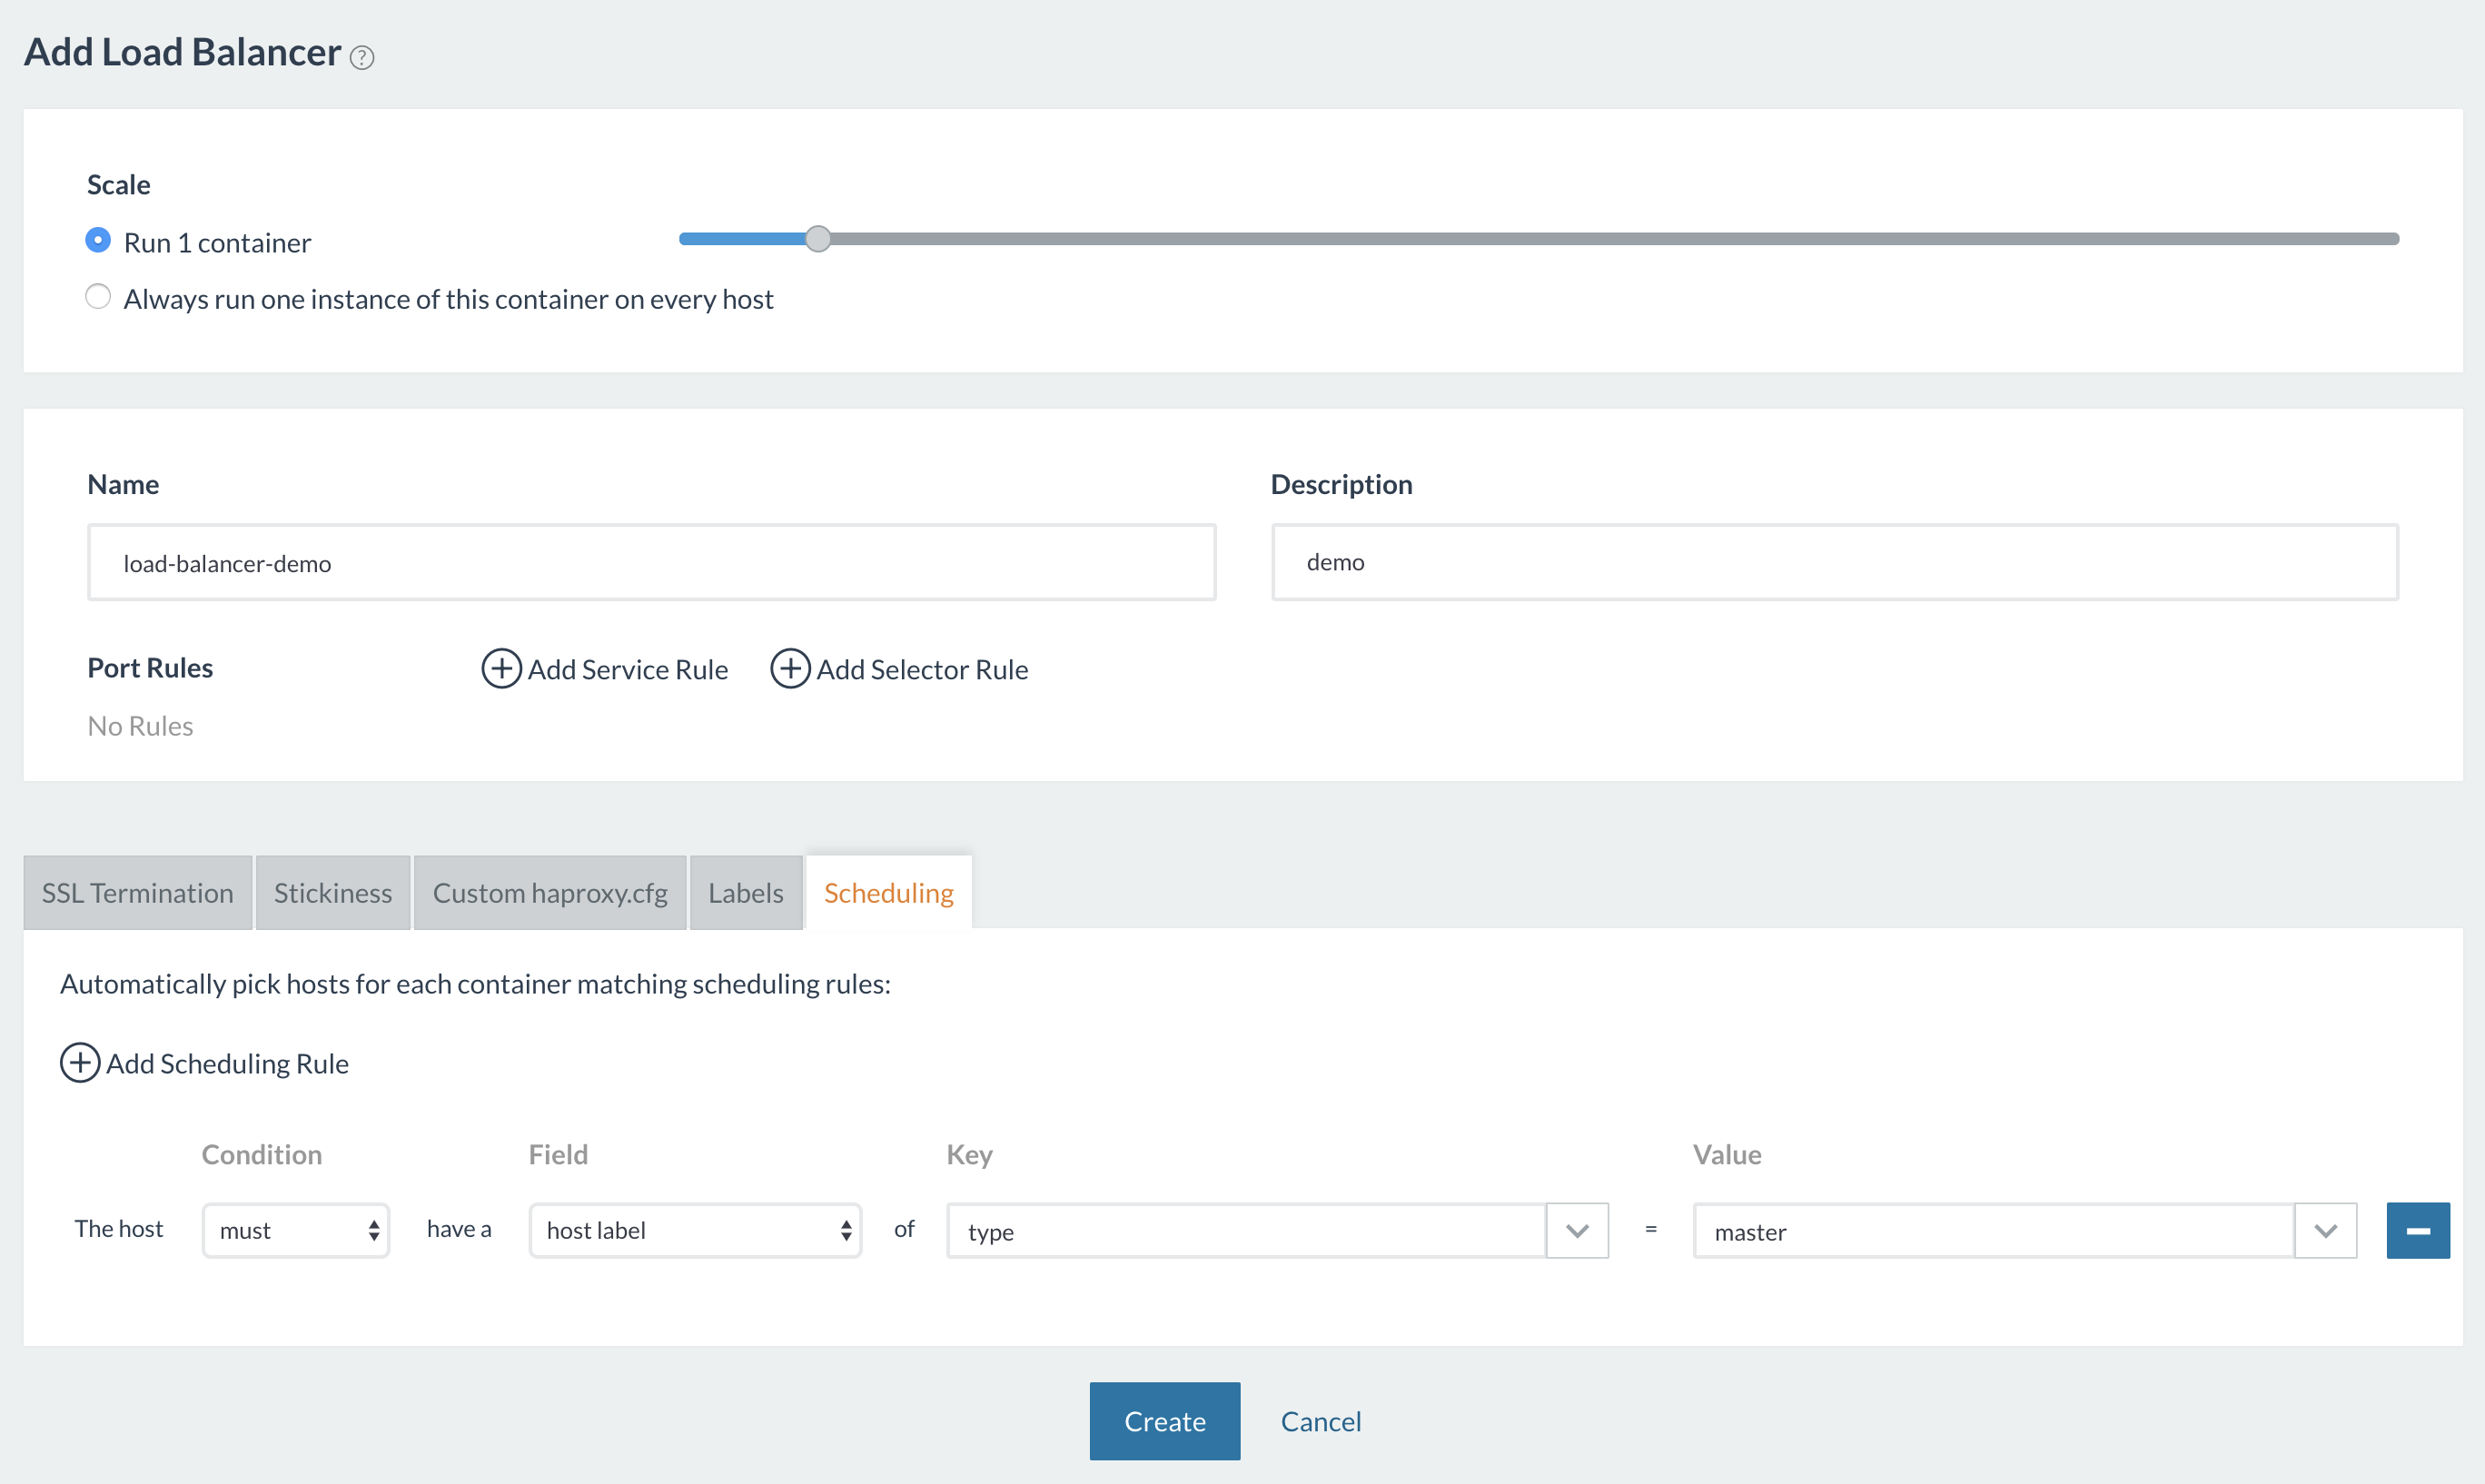 Add Load Balancer ?
Scale
Run 1 container
Always run one instance of this container on every host
Name
Description
load-balancer-demo
demo
Port Rules
Add Service Rule
Add Selector Rule
No Rules
SSL Termination
Stickiness
Custom haproxy.cfg
Labels
Scheduling
Automatically pick hosts for each container matching scheduling rules:
Add Scheduling Rule
Condition
Field
Key
Value
The host must have a host label of type = master
Create
Cancel